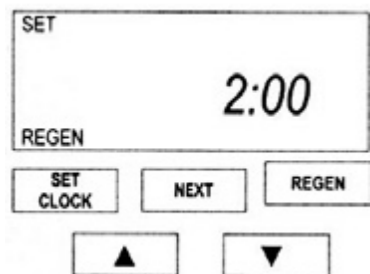 SET
2:00
REGEN
SET CLOCK
NEXT
REGEN
▲
▼